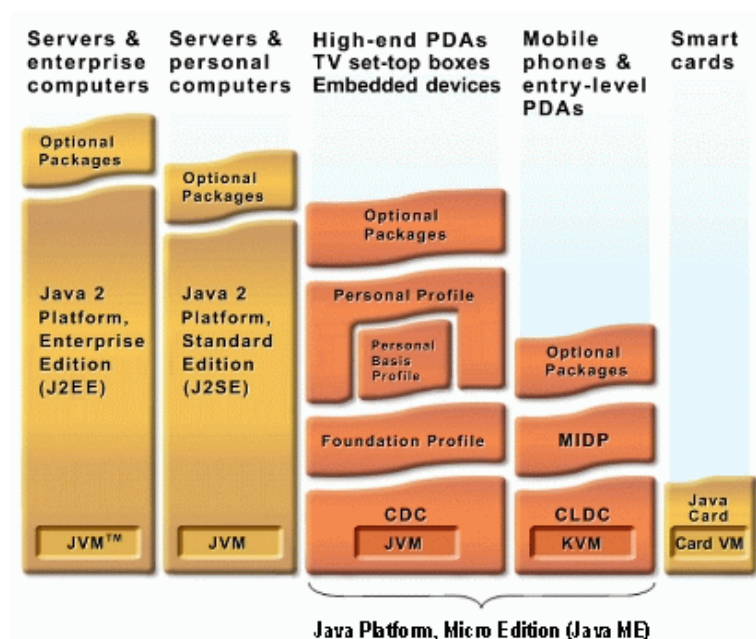 Servers &
enterprise
computers
Servers &
personal
computers
High-end PDAs
TV set-top boxes
Embedded devices
Mobile
phones &
entry-level
PDAs
Smart
cards
Optional
Packages
Java 2
Platform,
Enterprise
Edition
(J2EE)
JVM™
Optional
Packages
Java 2
Platform,
Standard
Edition
(J2SE)
JVM
Optional
Packages
Personal Profile
Personal
Basis
Profile
Foundation Profile
CDC
JVM
Optional
Packages
MIDP
CLDC
KVM
Java
Card
Card VM
Java Platform, Micro Edition (Java ME)